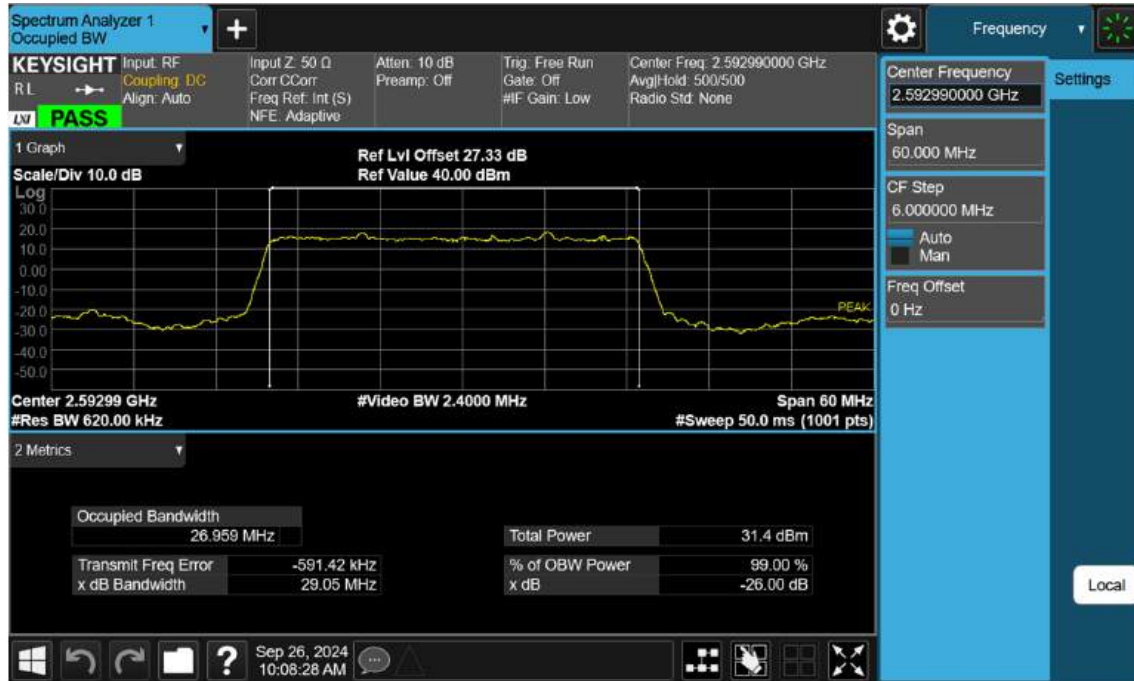 Spectrum Analyzer 1
Occupied BW
+
Frequency
KEYSIGHT
R L
LXI
PASS
Input: RF
Coupling: DC
Align: Auto
Input Z: 50 Ω
Corr CCorr
Freq Ref: Int (S)
NFE: Adaptive
Atten: 10 dB
Preamp: Off
Trig: Free Run
Gate: Off
#IF Gain: Low
Center Freq: 2.592990000 GHz
Avg|Hold: 500/500
Radio Std: None
Center Frequency
2.592990000 GHz
Settings
Span
60.000 MHz
CF Step
6.000000 MHz
Auto
Man
Freq Offset
0 Hz
Local
1 Graph
Scale/Div 10.0 dB
Ref Lvl Offset 27.33 dB
Ref Value 40.00 dBm
Log
30.0
20.0
10.0
0.00
-10.0
-20.0
-30.0
-40.0
-50.0
PEAK
Center 2.59299 GHz
#Video BW 2.4000 MHz
Span 60 MHz
#Res BW 620.00 kHz
#Sweep 50.0 ms (1001 pts)
2 Metrics
Occupied Bandwidth
26.959 MHz
Total Power 31.4 dBm
Transmit Freq Error -591.42 kHz
% of OBW Power 99.00 %
x dB Bandwidth 29.05 MHz
x dB -26.00 dB
?
Sep 26, 2024
10:08:28 AM